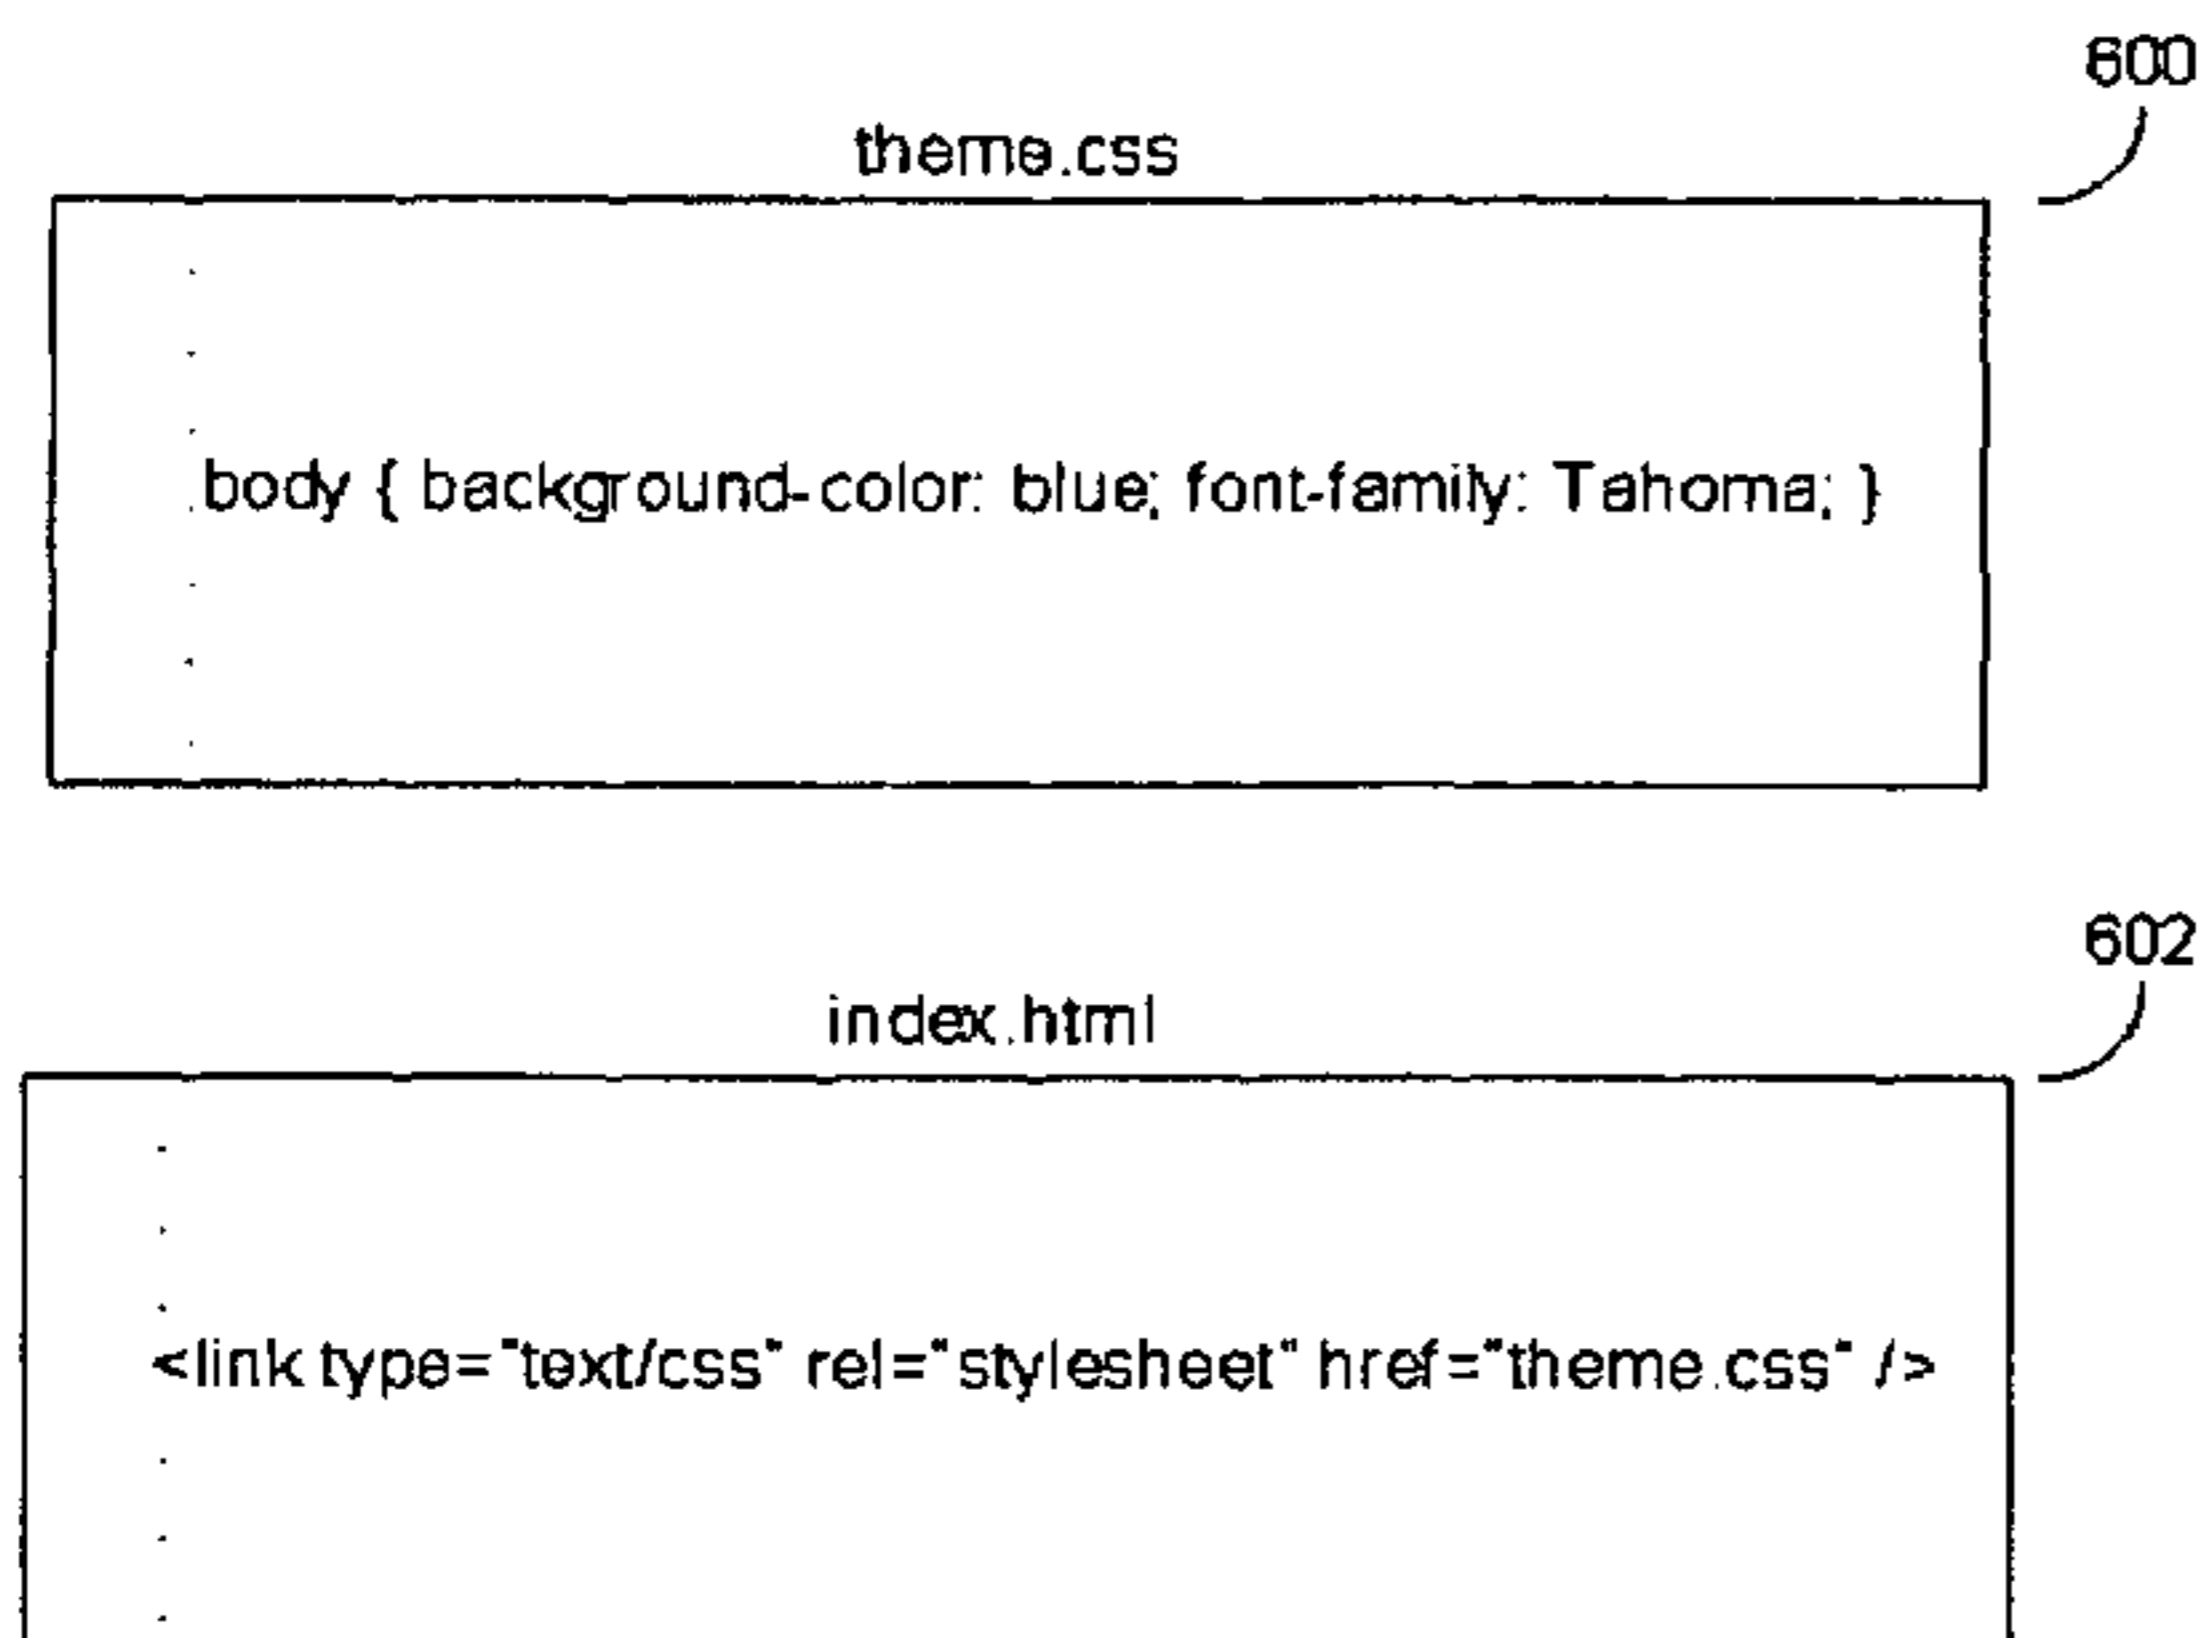 600
theme.css
body { background-color: blue; font-family: Tahoma; }
602
index.html
<link type="text/css" rel="stylesheet" href="theme.css" />